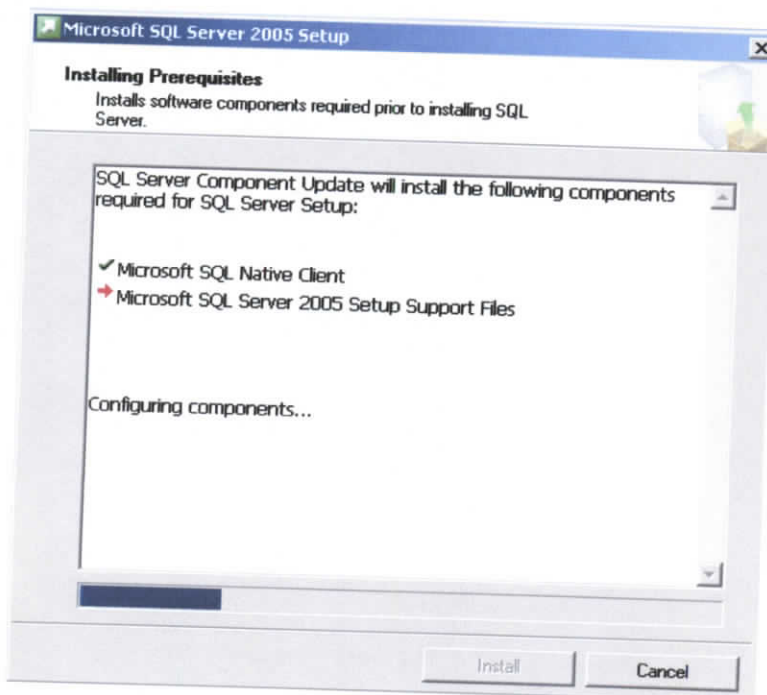 Microsoft SQL Server 2005 Setup
Installing Prerequisites
Installs software components required prior to installing SQL
Server.
SQL Server Component Update will install the following components
required for SQL Server Setup:
Microsoft SQL Native Client
Microsoft SQL Server 2005 Setup Support Files
Configuring components...
Install
Cancel